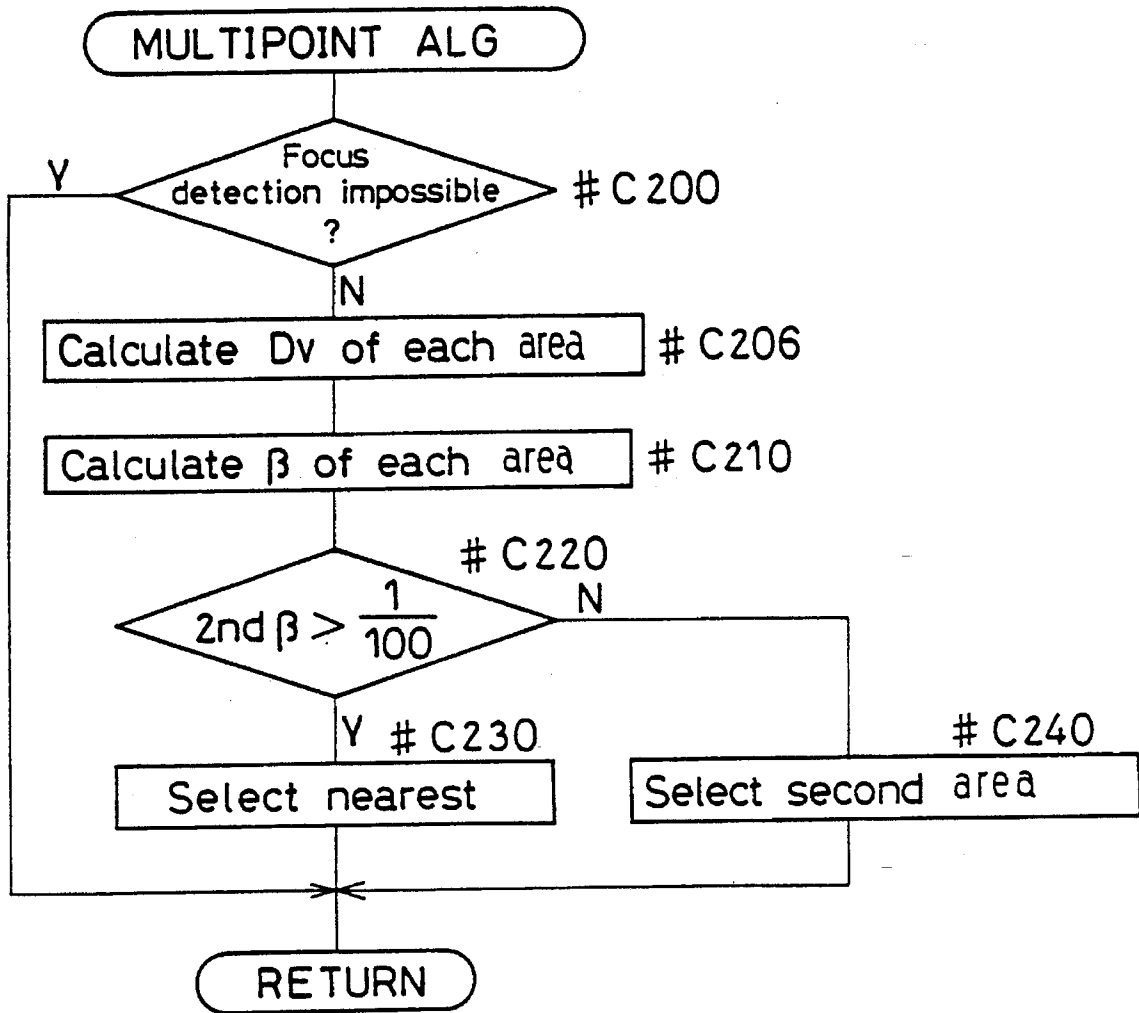 MULTIPOINT ALG
Y
Focus
detection impossible
?
# C200
N
Calculate Dv of each area
# C206
Calculate β of each area
# C210
# C220
2nd β > 1/100
N
Y
# C230
Select nearest
# C240
Select second area
RETURN